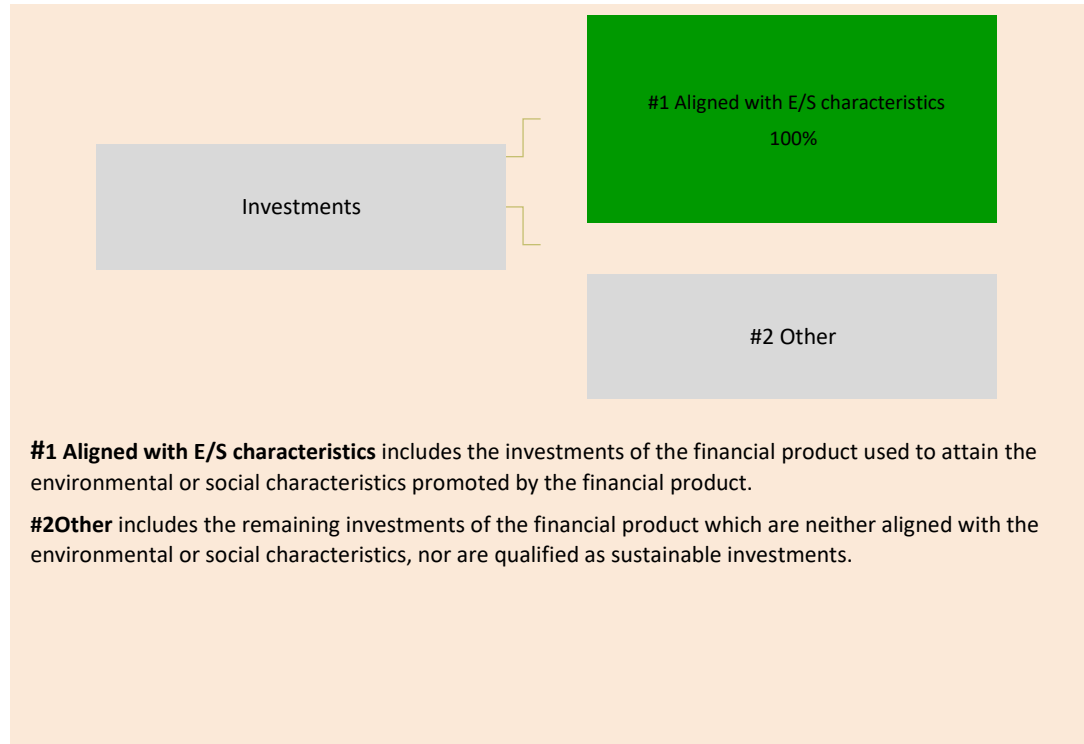 #1 Aligned with E/S characteristics
100%
Investments
#2 Other
#1 Aligned with E/S characteristics includes the investments of the financial product used to attain the
environmental or social characteristics promoted by the financial product.
#2Other includes the remaining investments of the financial product which are neither aligned with the
environmental or social characteristics, nor are qualified as sustainable investments.